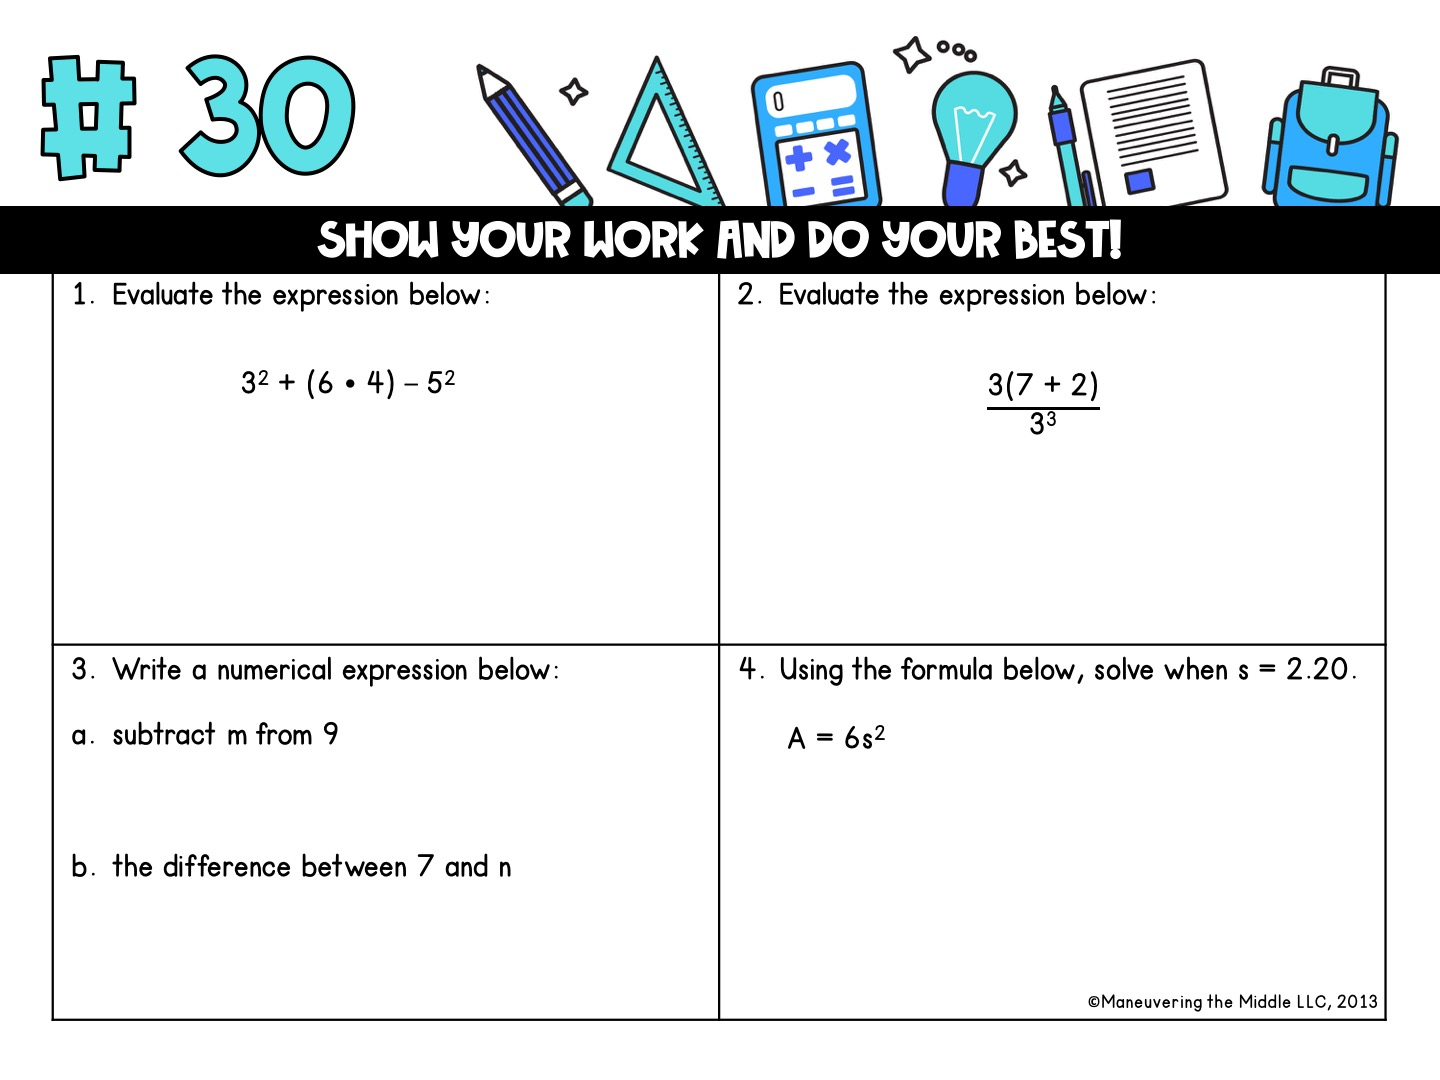 # 30
0
SHOW YOUR WORK AND DO YOUR BEST!
1. Evaluate the expression below:
3² + (6 • 4) – 5²
2. Evaluate the expression below:
3(7 + 2)
3³
3. Write a numerical expression below:
a. subtract m from 9
b. the difference between 7 and n
4. Using the formula below, solve when s = 2.20.
A = 6s²
©Maneuvering the Middle LLC, 2013